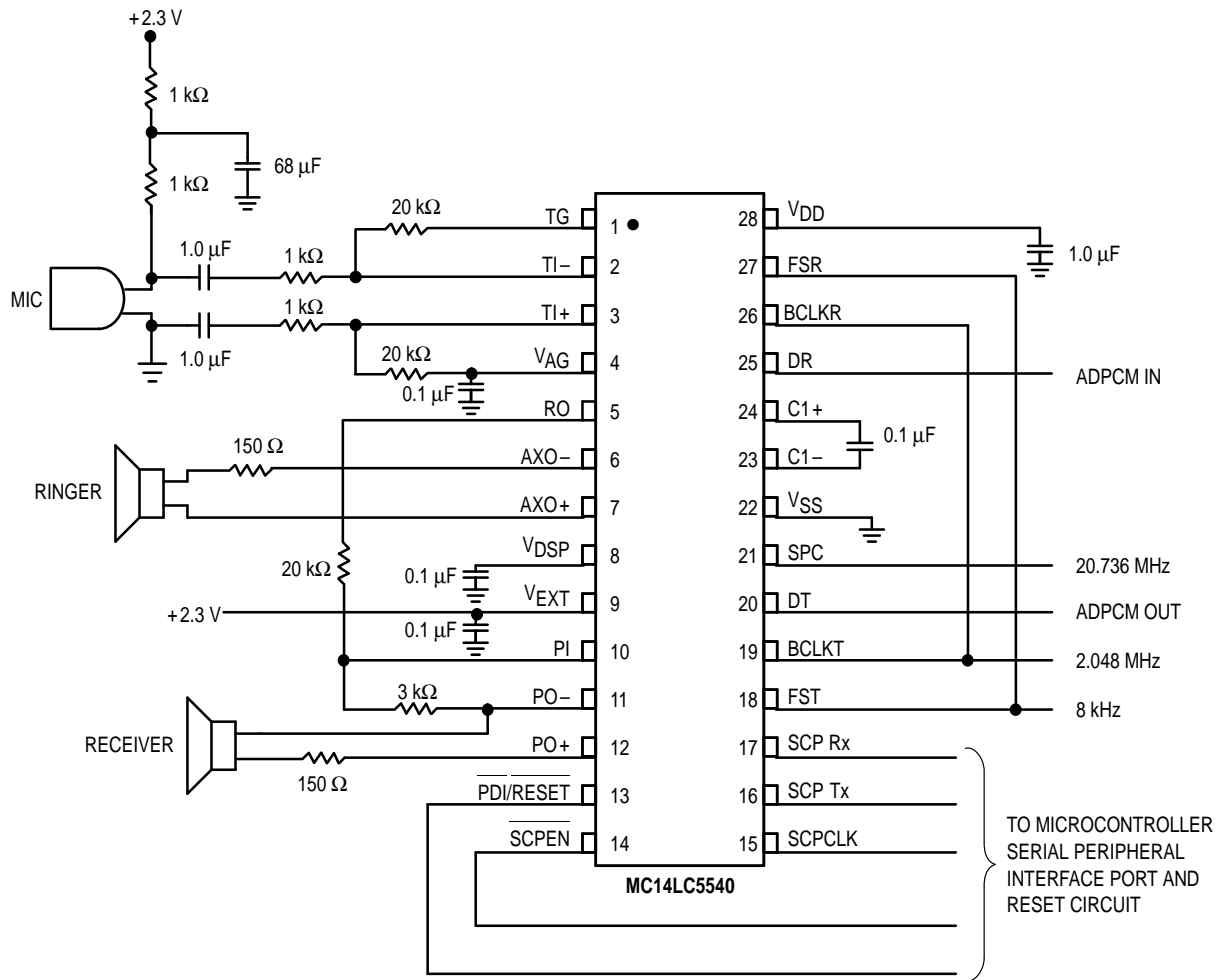 +2.3 V
1 kΩ
68 μF
1 kΩ
20 kΩ
1.0 μF
1 kΩ
MIC
1 kΩ
1.0 μF
20 kΩ
0.1 μF
RINGER
150 Ω
20 kΩ
0.1 μF
+2.3 V
0.1 μF
3 kΩ
RECEIVER
150 Ω
TG 1
TI− 2
TI+ 3
VAG 4
RO 5
AXO− 6
AXO+ 7
VDSP 8
VEXT 9
PI 10
PO− 11
PO+ 12
PDI/RESET 13
SCPEN 14
28 VDD
27 FSR
26 BCLKR
25 DR
24 C1+
23 C1−
22 VSS
21 SPC
20 DT
19 BCLKT
18 FST
17 SCP Rx
16 SCP Tx
15 SCPCLK
MC14LC5540
1.0 μF
ADPCM IN
0.1 μF
20.736 MHz
ADPCM OUT
2.048 MHz
8 kHz
TO MICROCONTROLLER
SERIAL PERIPHERAL
INTERFACE PORT AND
RESET CIRCUIT